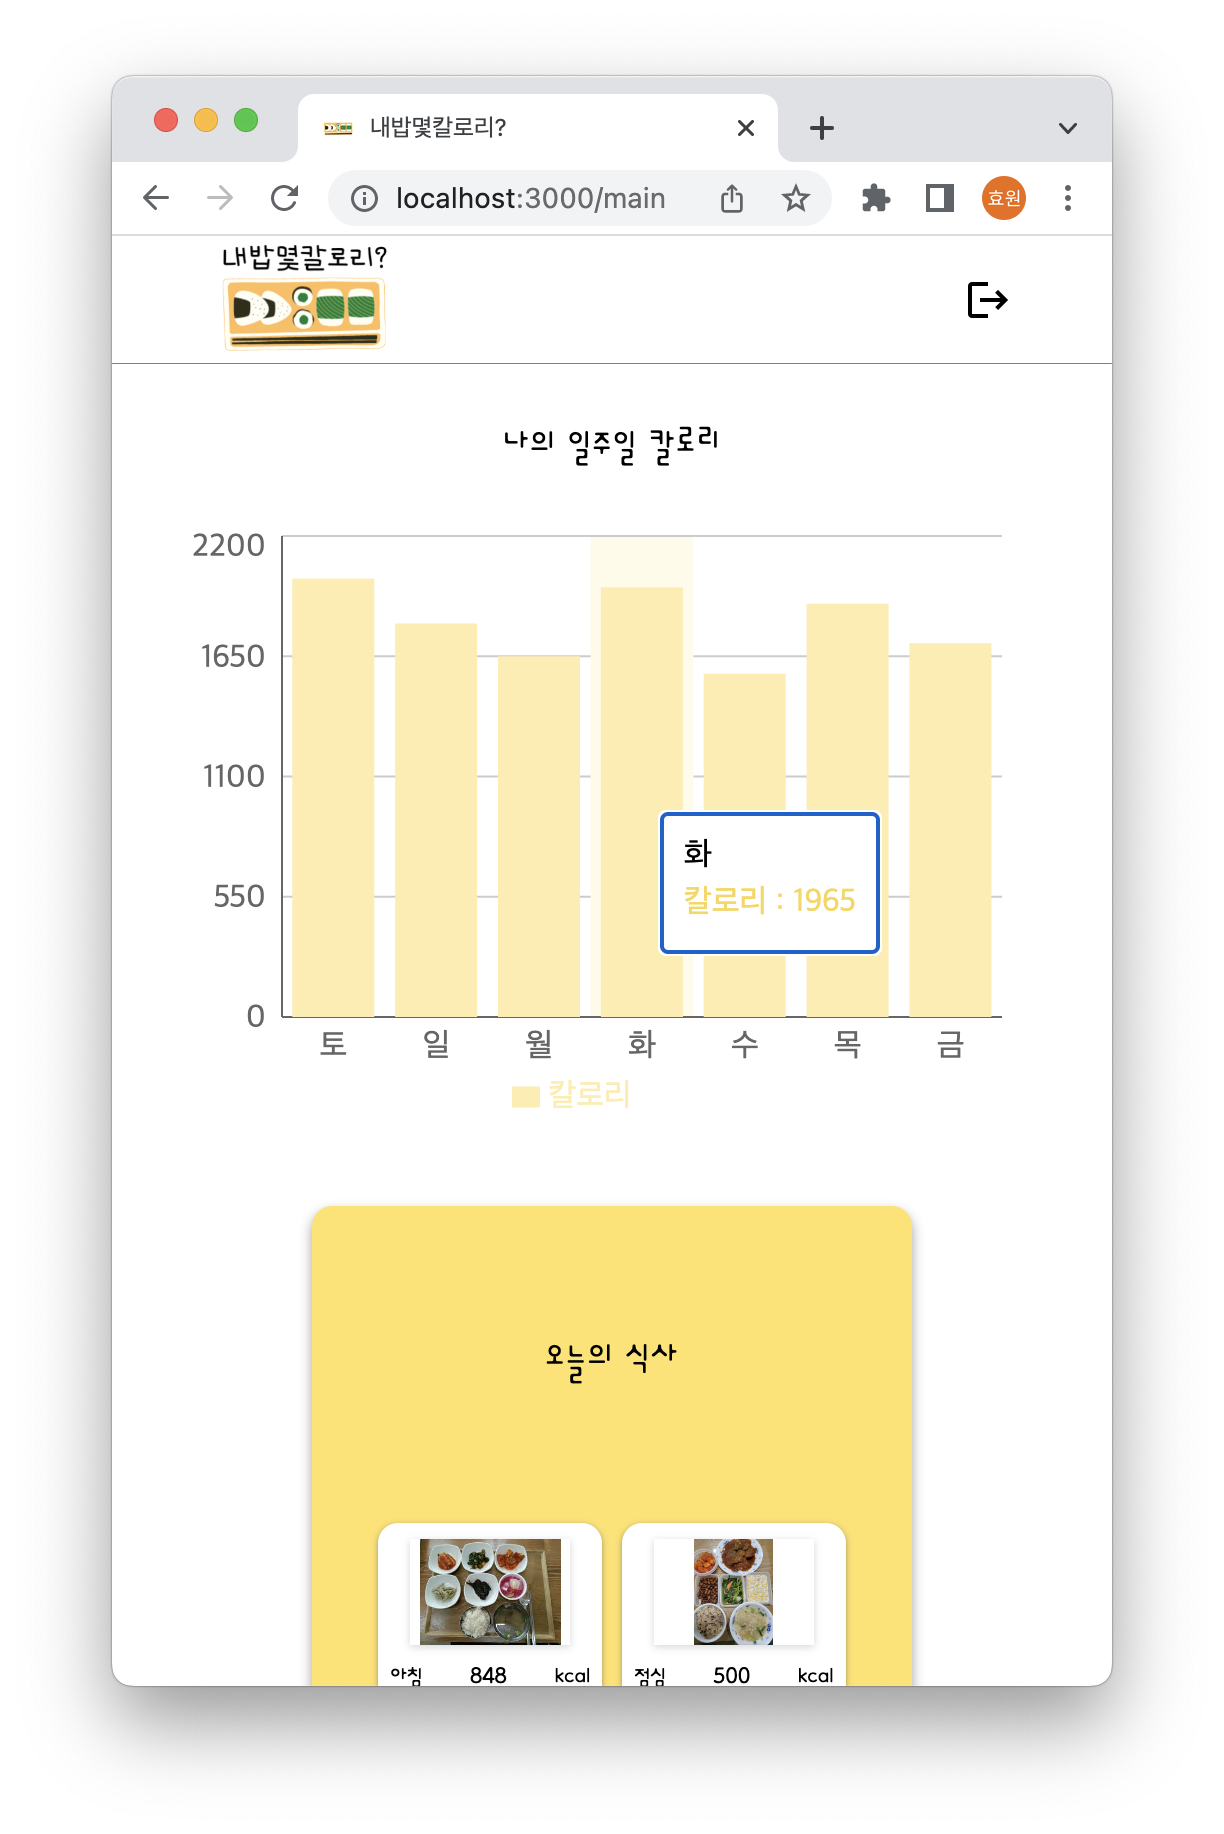 내밥몇칼로리?
localhost:3000/main
효원
내밥몇칼로리?
나의 일주일 칼로리
2200
1650
1100
550
0
화
칼로리 : 1965
토 일 월 화 수 목 금
칼로리
오늘의 식사
아침 848 kcal
점심 500 kcal